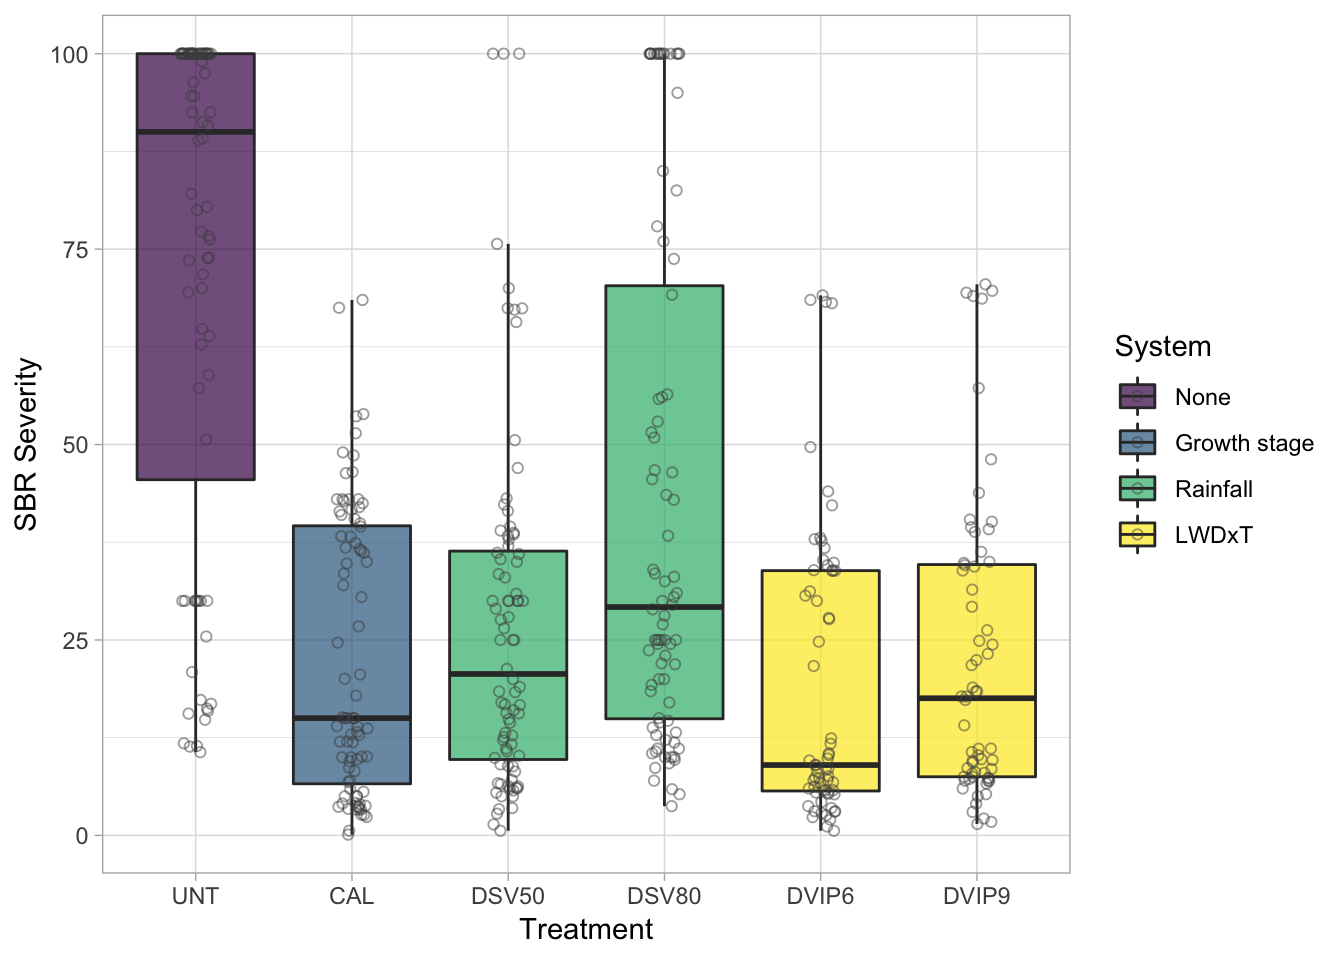 100
75
50
25
0
SBR Severity
UNT CAL DSV50 DSV80 DVIP6 DVIP9
Treatment
System
None
Growth stage
Rainfall
LWDxT